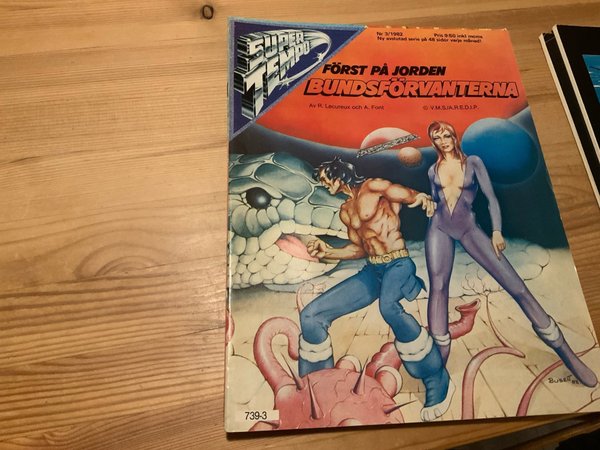 SUPER TEMPO
Nr 3/1982 Pris 9:50 inkl moms
Ny avslutad serie på 48 sidor varje månad!
FÖRST PÅ JORDEN
BUNDSFÖRVANTERNA
Av R. Lecureux och A. Font © V.M.S/A.R.S.D.I.P.
739-3